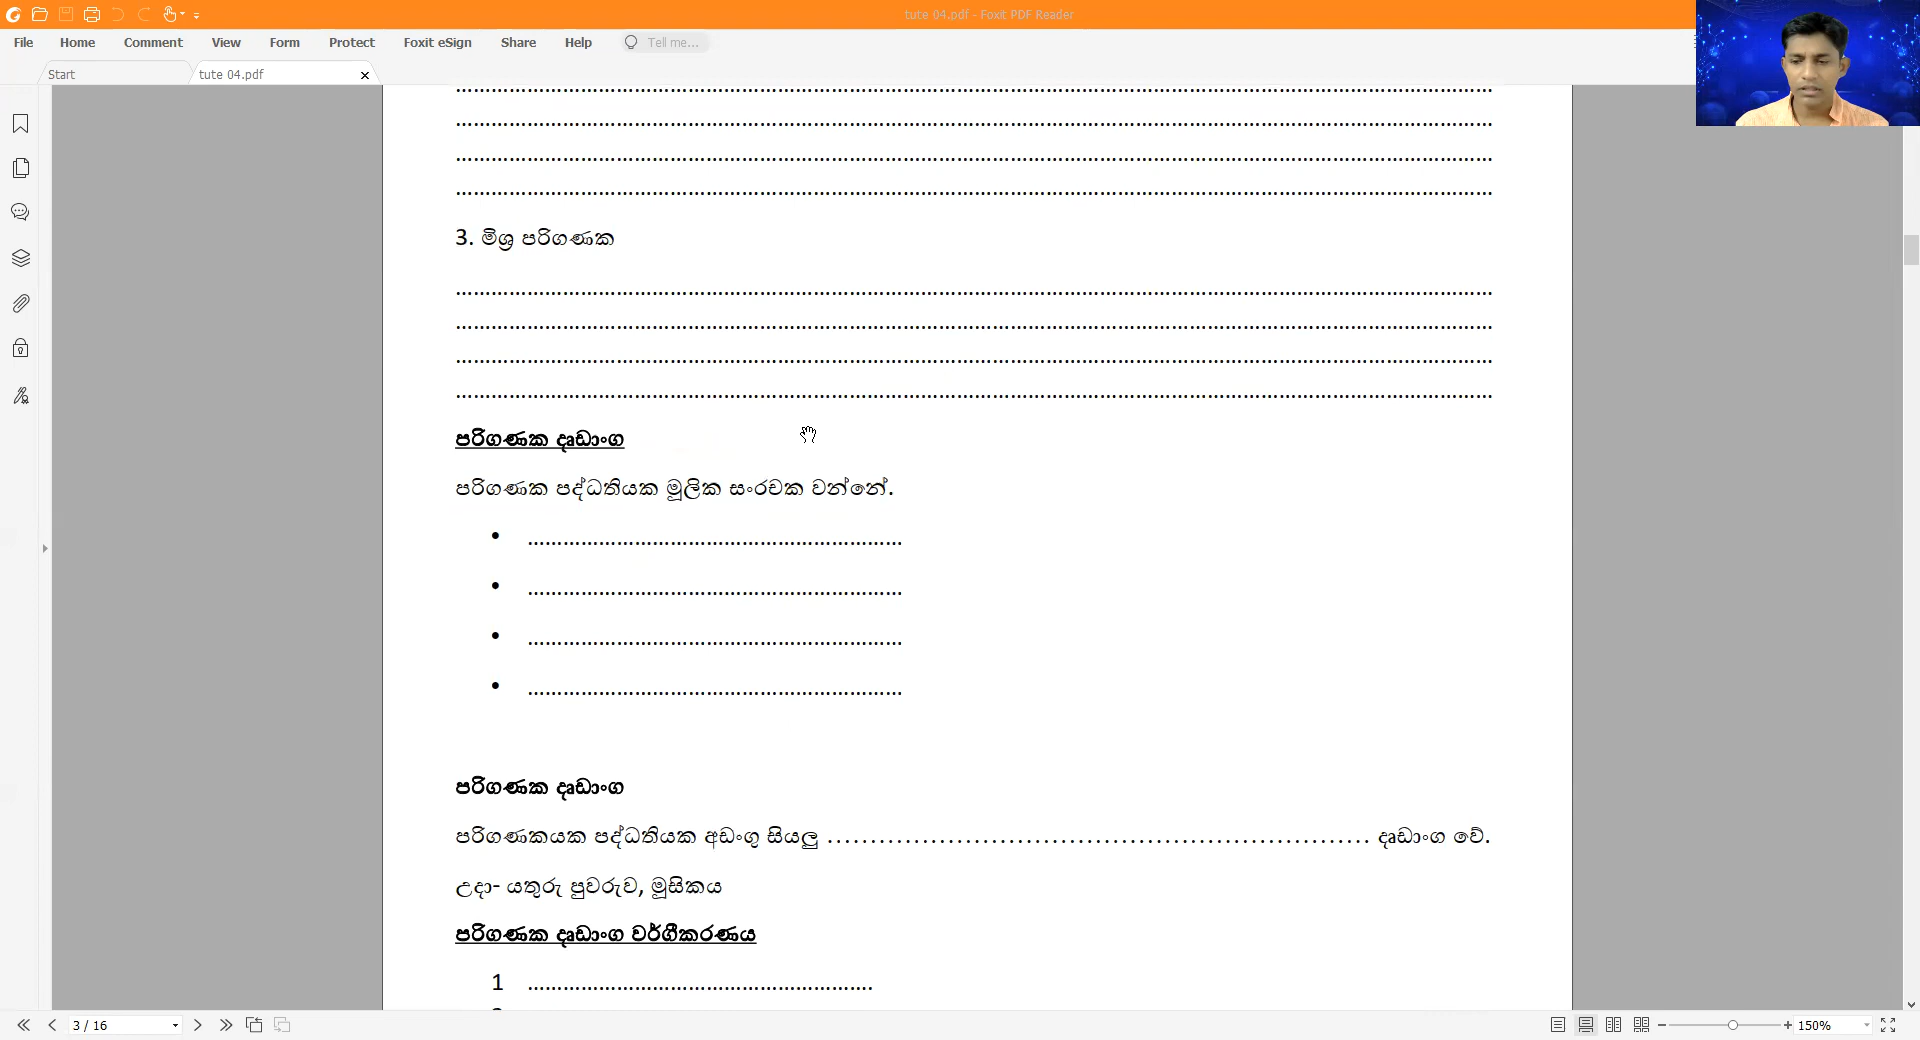 tute 04.pdf - Foxit PDF Reader
File Home Comment View Form Protect Foxit eSign Share Help Tell me...
Start tute 04.pdf
................................................................................
................................................................................
................................................................................
................................................................................
3. මිශ්‍ර පරිගණක
................................................................................
................................................................................
................................................................................
................................................................................
පරිගණක දෘඩාංග
පරිගණක පද්ධතියක මූලික සංරචක වන්නේ.
• ...............................................................
• ...............................................................
• ...............................................................
• ...............................................................
පරිගණක දෘඩාංග
පරිගණකයක පද්ධතියක අඩංගු සියලු ............................................................... දෘඩාංග වේ.
උදා- යතුරු පුවරුව, මූසිකය
පරිගණක දෘඩාංග වර්ගීකරණය
1 ..........................................................
3 / 16 150%